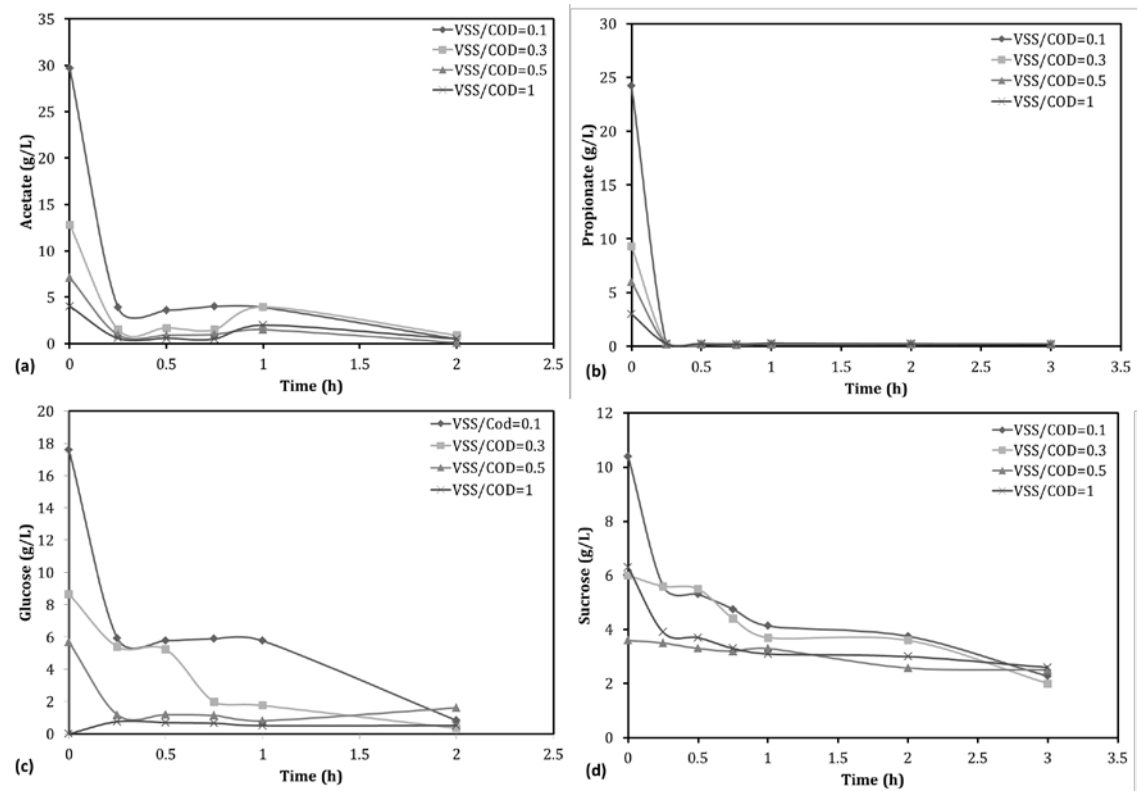 VSS/COD=0.1
VSS/COD=0.3
VSS/COD=0.5
VSS/COD=1
35
30
25
20
15
10
5
0
Acetate (g/L)
0 0.5 1 1.5 2 2.5
Time (h)
(a)
VSS/COD=0.1
VSS/COD=0.3
VSS/COD=0.5
VSS/COD=1
30
25
20
15
10
5
0
Propionate (g/L)
0 0.5 1 1.5 2 2.5 3 3.5
Time (h)
(b)
VSS/Cod=0.1
VSS/COD=0.3
VSS/COD=0.5
VSS/COD=1
20
18
16
14
12
10
8
6
4
2
0
Glucose (g/L)
0 0.5 1 1.5 2 2.5
Time (h)
(c)
VSS/COD=0.1
VSS/COD=0.3
VSS/COD=0.5
VSS/COD=1
12
10
8
6
4
2
0
Sucrose (g/L)
0 0.5 1 1.5 2 2.5 3 3.5
Time (h)
(d)